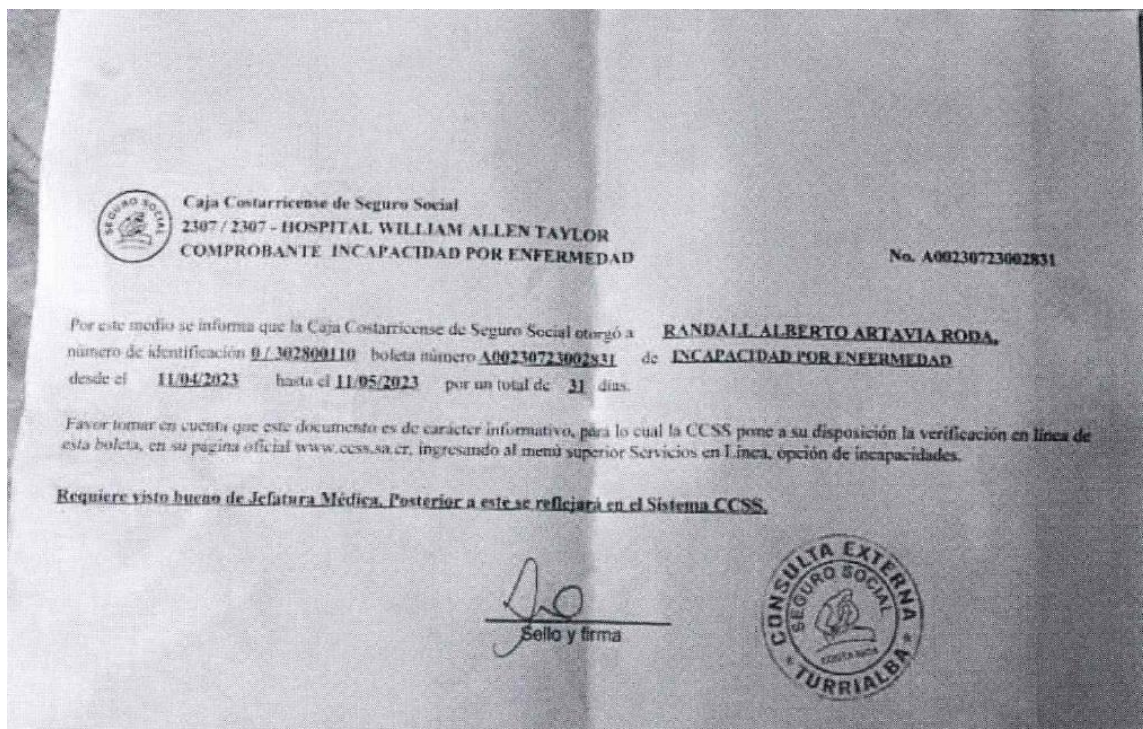 Caja Costarricense de Seguro Social
2307 / 2307 - HOSPITAL WILLIAM ALLEN TAYLOR
COMPROBANTE INCAPACIDAD POR ENFERMEDAD
No. A00230723002831
Por este medio se informa que la Caja Costarricense de Seguro Social otorgó a RANDALL ALBERTO ARTAVIA RODA,
número de identificación 0 / 302800110 boleta número A00230723002831 de INCAPACIDAD POR ENFERMEDAD
desde el 11/04/2023 hasta el 11/05/2023 por un total de 31 días.
Favor tomar en cuenta que este documento es de carácter informativo, para lo cual la CCSS pone a su disposición la verificación en línea de
esta boleta, en su página oficial www.ccss.sa.cr, ingresando al menú superior Servicios en Línea, opción de incapacidades.
Requiere visto bueno de Jefatura Médica. Posterior a este se reflejará en el Sistema CCSS.
Sello y firma
CONSULTA EXTERNA
SEGURO SOCIAL
COSTA RICA
TURRIALBA
SEGURO SOCIAL